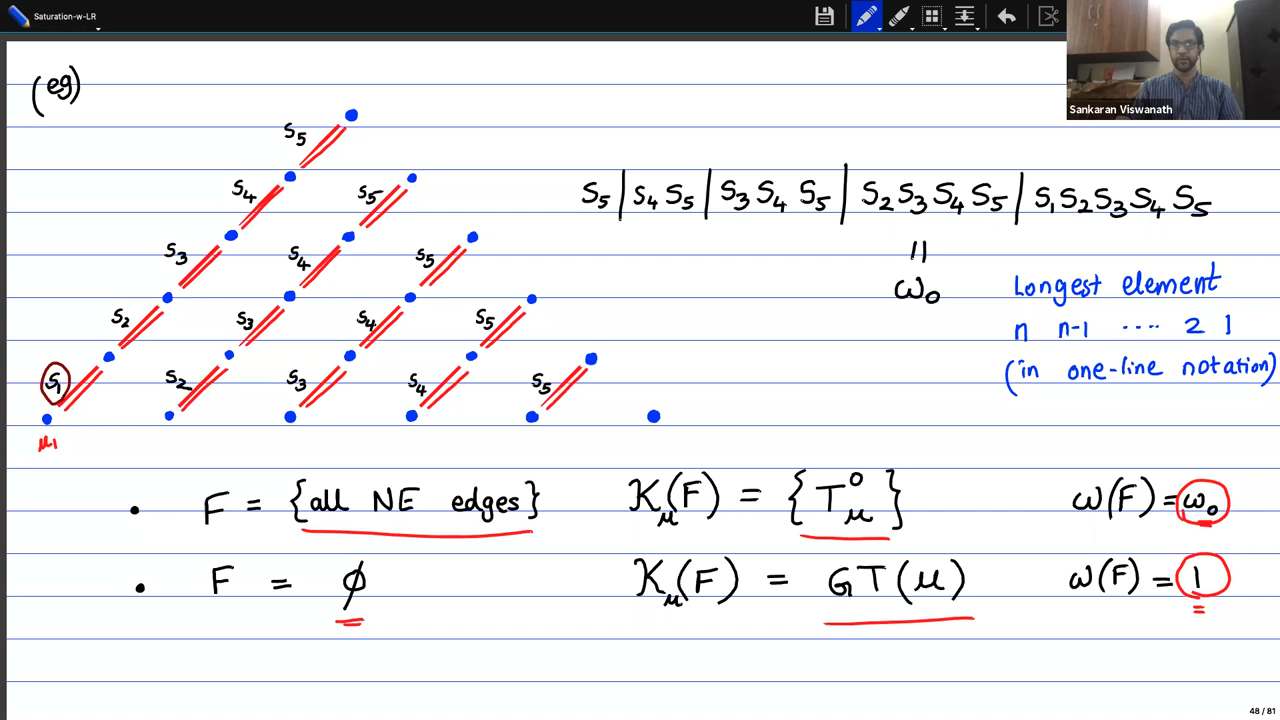 Saturation-w-LR
Sankaran Viswanath
(eg)
S5
S4 S5
S3 S4 S5
S2 S3 S4 S5
S1 S2 S3 S4 S5
μ1
S5 | S4 S5 | S3 S4 S5 | S2 S3 S4 S5 | S1 S2 S3 S4 S5
=
ω0
Longest element
n n-1 .... 2 1
(in one-line notation)
• F = {all NE edges} Kμ(F) = {T⁰μ} ω(F) = ω0
• F = ϕ Kμ(F) = GT(μ) ω(F) = 1
48 / 81